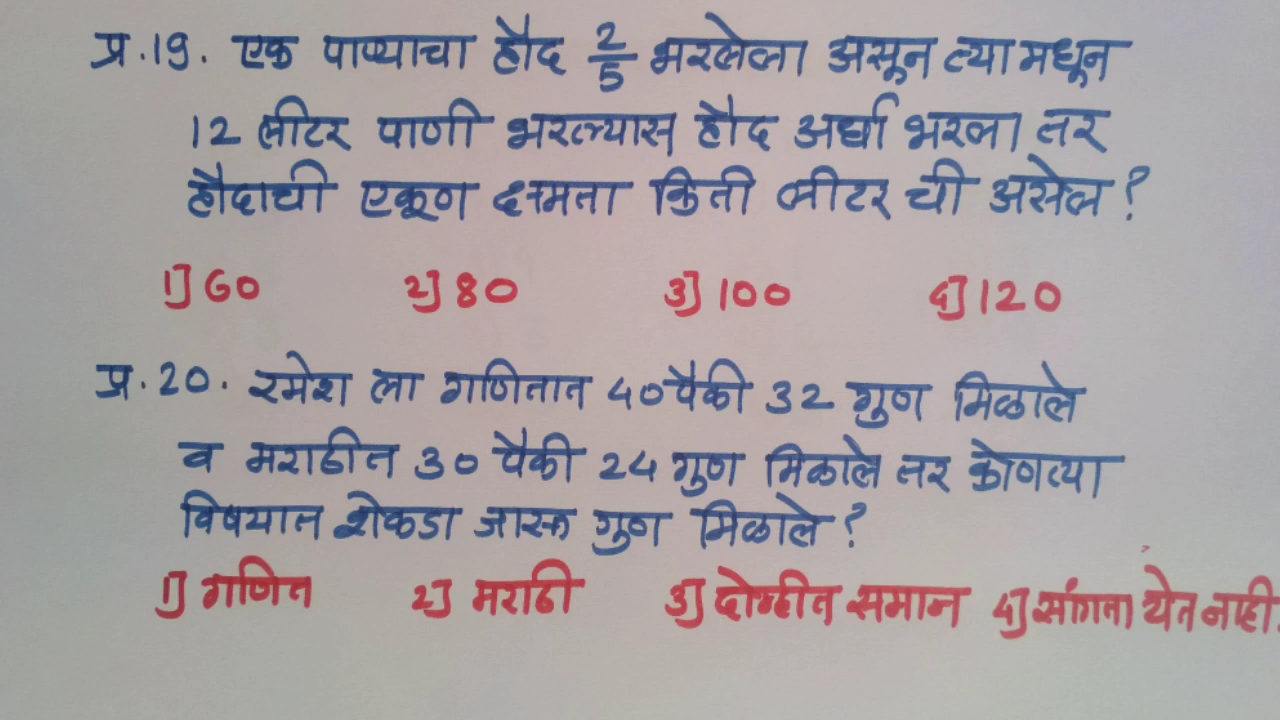 प्र.19. एक पाण्याचा हौद 2/5 भरलेला असून त्यामधून
12 लीटर पाणी भरल्यास हौद अर्धा भरला तर
हौदाची एकूण क्षमता किती लीटर ची असेल?
1] 60 2] 80 3] 100 4] 120
प्र.20. रमेश ला गणितात 40 पैकी 32 गुण मिळाले
व मराठीत 30 पैकी 24 गुण मिळाले तर कोणत्या
विषयात शेकडा जास्त गुण मिळाले?
1] गणित 2] मराठी 3] दोन्हीत समान 4] सांगता येत नाही.